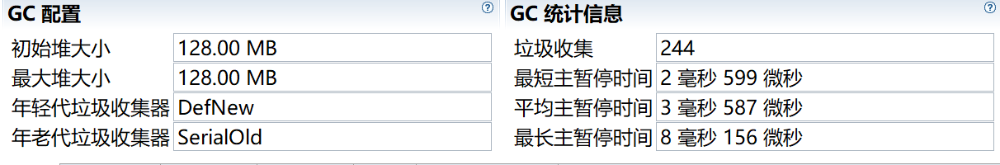 GC 配置
初始堆大小 128.00 MB
最大堆大小 128.00 MB
年轻代垃圾收集器 DefNew
年老代垃圾收集器 SerialOld
GC 统计信息
垃圾收集 244
最短主暂停时间 2 毫秒 599 微秒
平均主暂停时间 3 毫秒 587 微秒
最长主暂停时间 8 毫秒 156 微秒